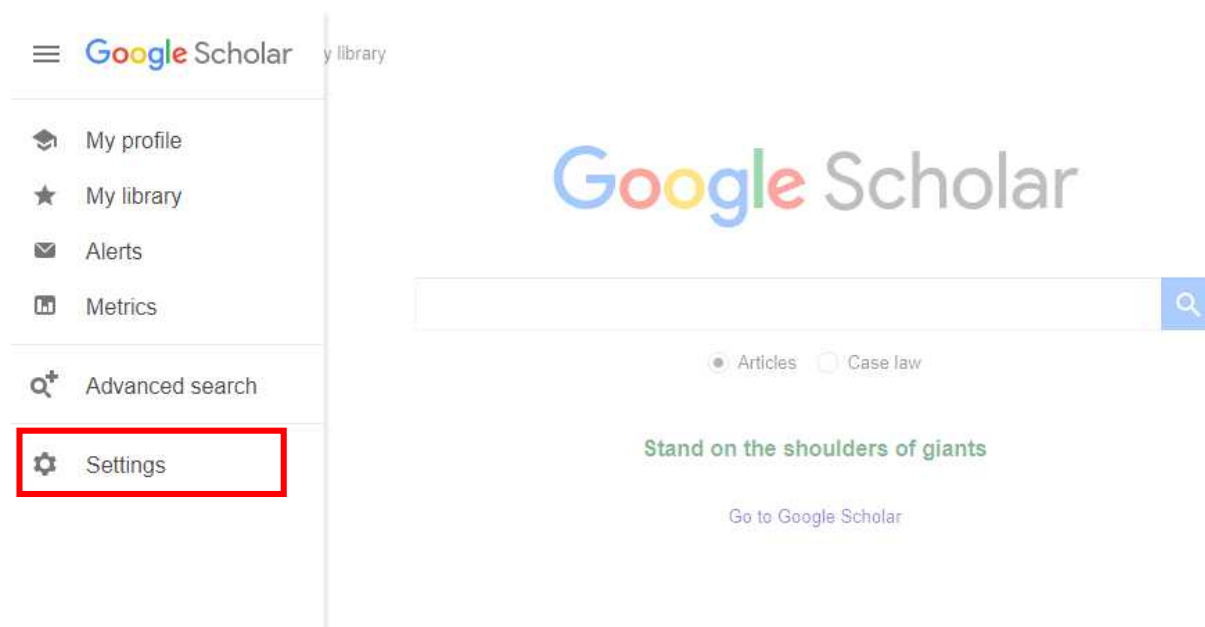 Google Scholar
y library
My profile
My library
Alerts
Metrics
Advanced search
Settings
Google Scholar
Articles Case law
Stand on the shoulders of giants
Go to Google Scholar